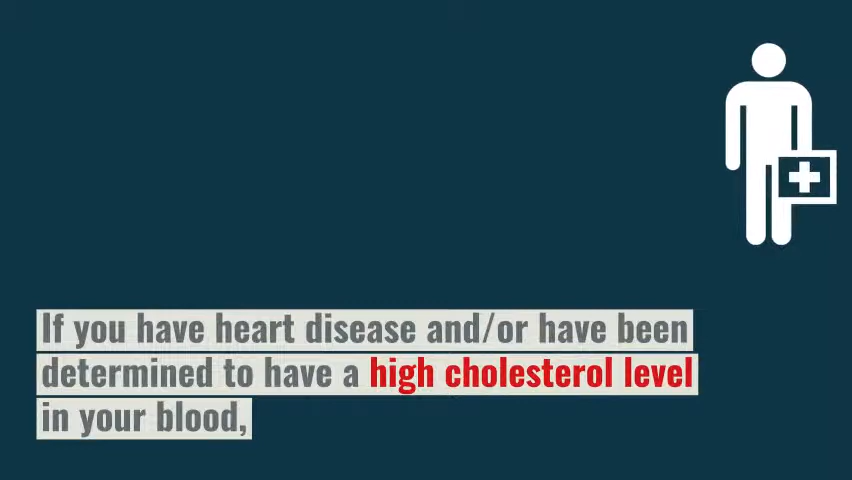 If you have heart disease and/or have been
determined to have a high cholesterol level
in your blood,